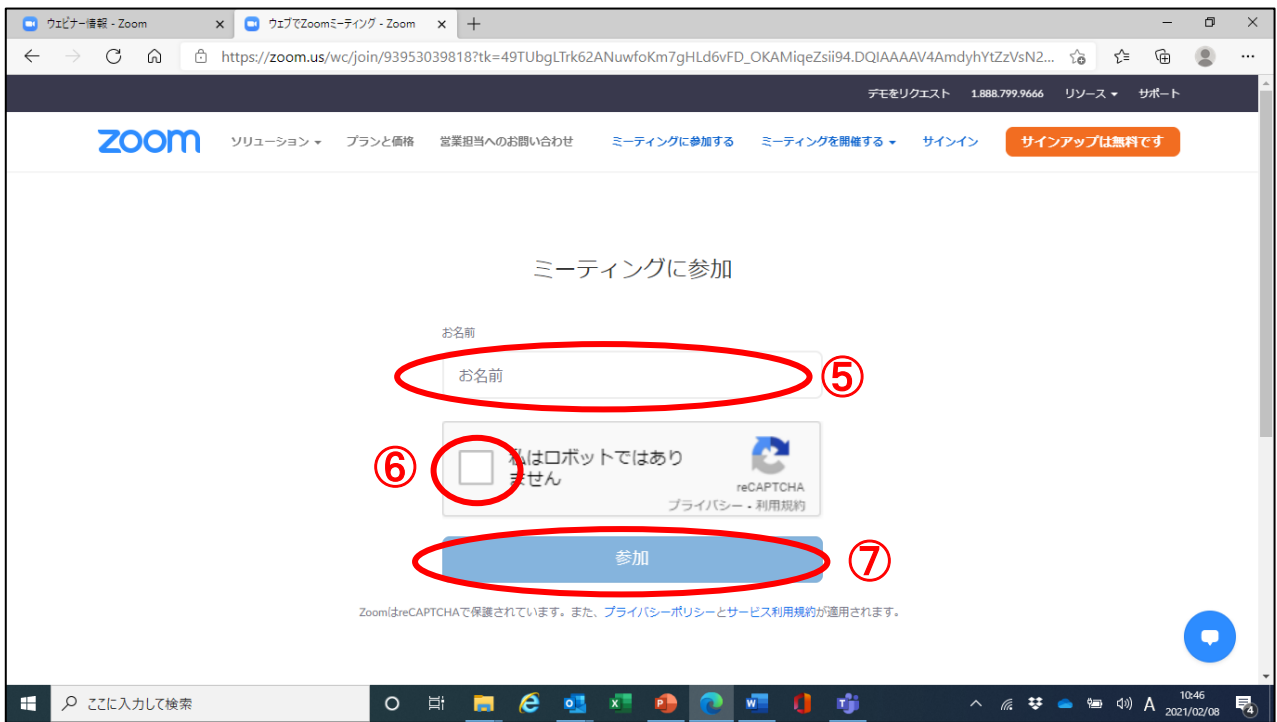 ウェビナー情報 - Zoom
ウェブでZoomミーティング - Zoom
https://zoom.us/wc/join/93953039818?tk=49TUbgLTrk62ANuwfoKm7gHLd6vFD_OKAMiqeZsii94.DQIAAAAV4AmdyhYtZzVsN2...
デモをリクエスト 1.888.799.9666 リソース サポート
zoom ソリューション プランと価格 営業担当へのお問い合わせ ミーティングに参加する ミーティングを開催する サインイン サインアップは無料です
ミーティングに参加
お名前
お名前 ⑤
⑥ 私はロボットではあり
ません
reCAPTCHA
プライバシー - 利用規約
参加 ⑦
ZoomはreCAPTCHAで保護されています。また、プライバシーポリシーとサービス利用規約が適用されます。
ここに入力して検索
A 10:46
2021/02/08
4